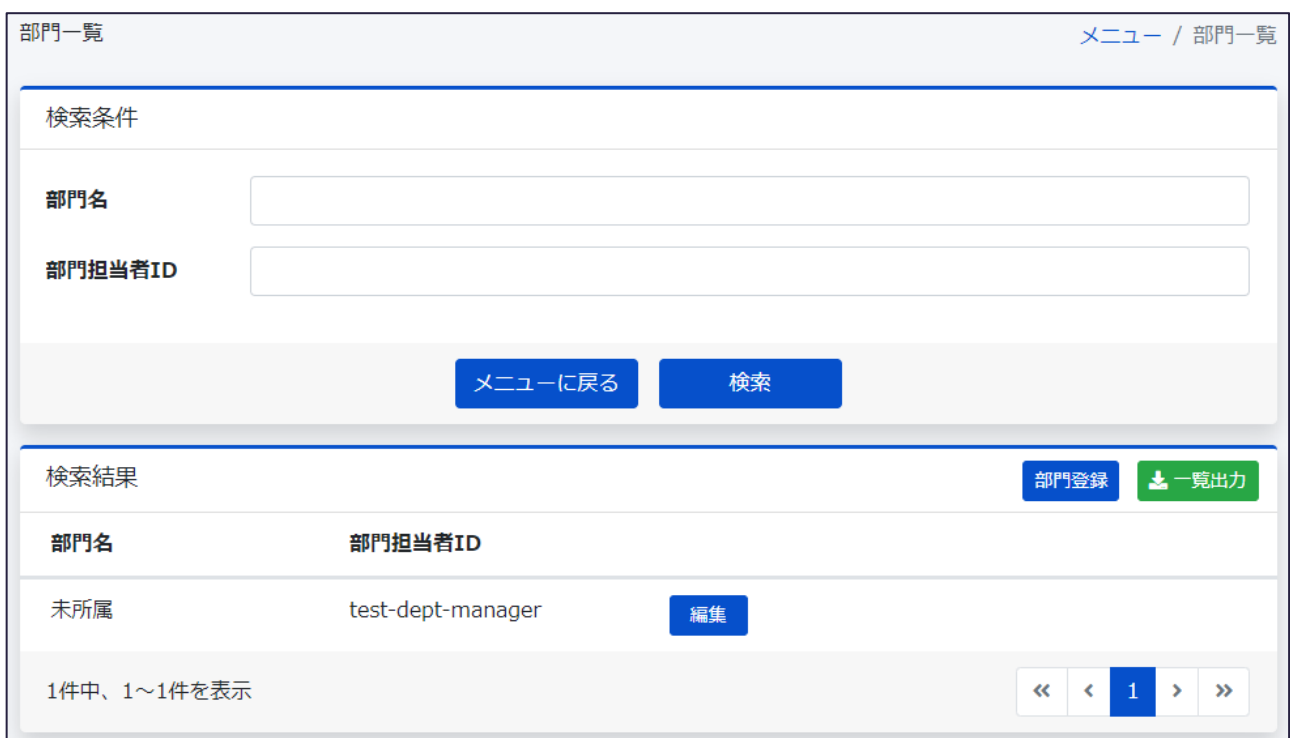 部門一覧
メニュー / 部門一覧
検索条件
部門名
部門担当者ID
メニューに戻る
検索
検索結果
部門登録
一覧出力
部門名 部門担当者ID
未所属 test-dept-manager 編集
1件中、1～1件を表示
« ‹ 1 › »